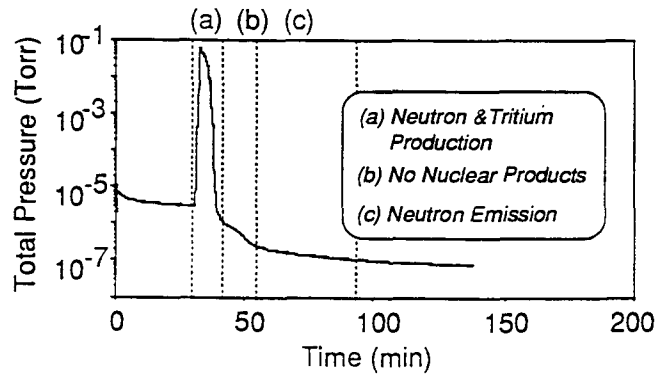 (a) (b) (c)
10-1
10-3
10-5
10-7
Total Pressure (Torr)
(a) Neutron & Tritium
Production
(b) No Nuclear Products
(c) Neutron Emission
0 50 100 150 200
Time (min)